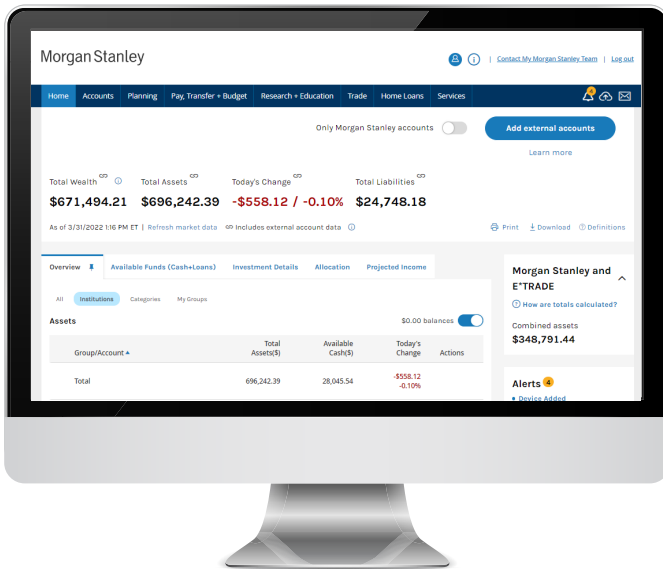 Morgan Stanley
Contact My Morgan Stanley Team | Log out
Home Accounts Planning Pay, Transfer + Budget Research + Education Trade Home Loans Services 4
Only Morgan Stanley accounts Add external accounts
Learn more
Total Wealth Total Assets Today's Change Total Liabilities
$671,494.21 $696,242.39 -$558.12 / -0.10% $24,748.18
As of 3/31/2022 1:16 PM ET | Refresh market data Includes external account data Print Download Definitions
Overview Available Funds (Cash+Loans) Investment Details Allocation Projected Income
All Institutions Categories My Groups
Assets $0.00 balances
Group/Account Total Assets($) Available Cash($) Today's Change Actions
Total 696,242.39 28,045.54 -$558.12 -0.10%
Morgan Stanley and
E*TRADE
How are totals calculated?
Combined assets
$348,791.44
Alerts 4
Device Added